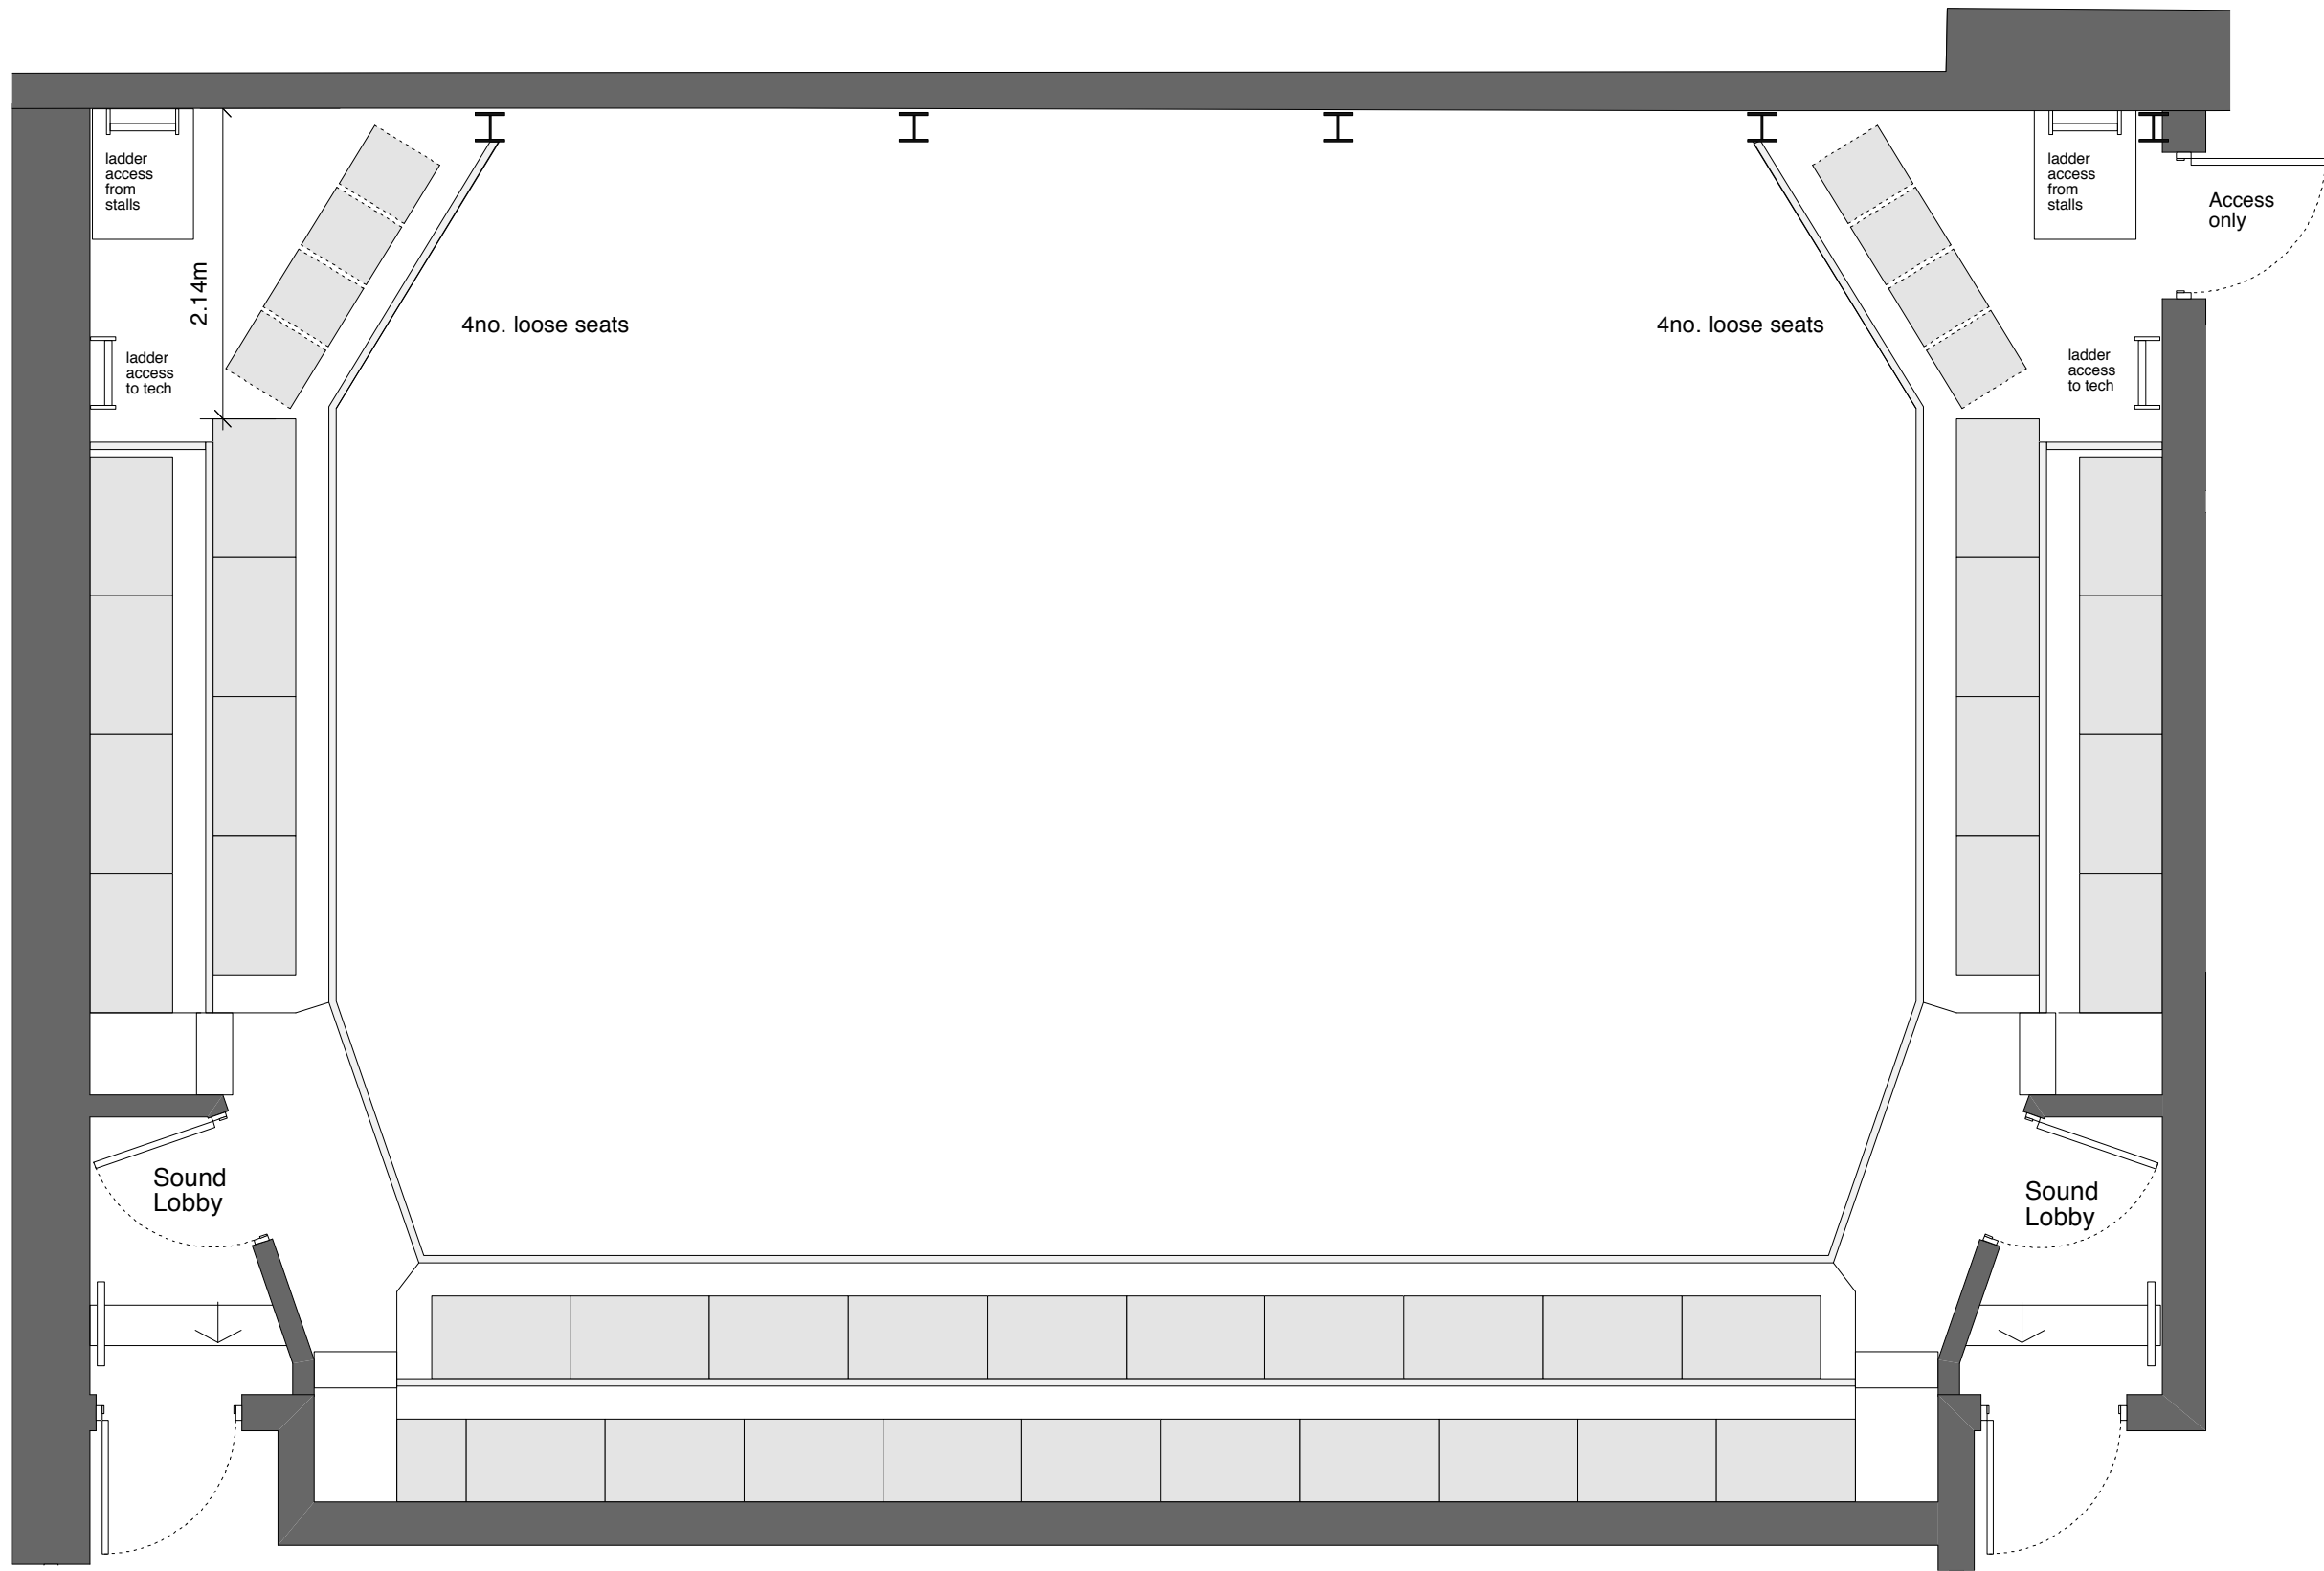 ladder
access
from
stalls
ladder
access
from
stalls
Access
only
2.14m
4no. loose seats
4no. loose seats
ladder
access
to tech
ladder
access
to tech
Sound
Lobby
Sound
Lobby